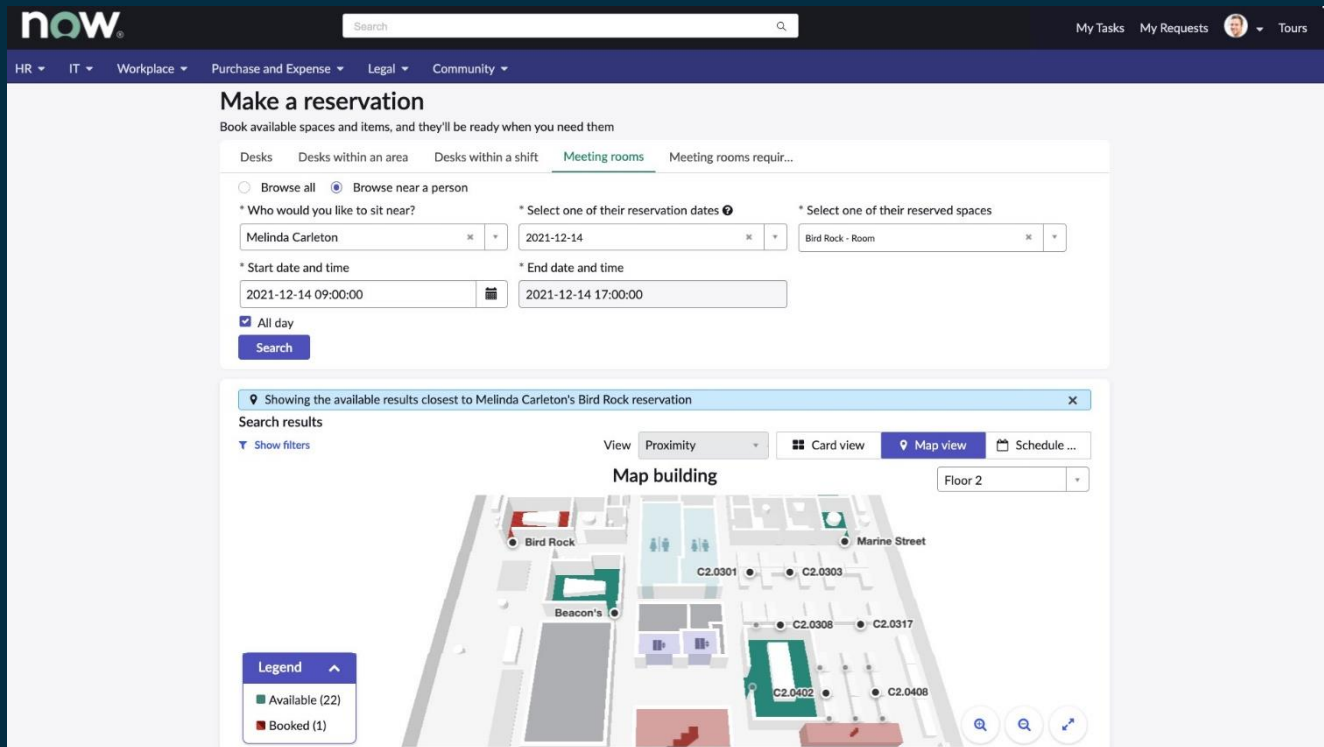 now.
Search
My Tasks My Requests Tours
HR IT Workplace Purchase and Expense Legal Community
Make a reservation
Book available spaces and items, and they'll be ready when you need them
Desks Desks within an area Desks within a shift Meeting rooms Meeting rooms requir...
Browse all Browse near a person
* Who would you like to sit near? * Select one of their reservation dates * Select one of their reserved spaces
Melinda Carleton 2021-12-14 Bird Rock - Room
* Start date and time * End date and time
2021-12-14 09:00:00 2021-12-14 17:00:00
All day
Search
Showing the available results closest to Melinda Carleton's Bird Rock reservation
Search results
Show filters View Proximity Card view Map view Schedule ...
Map building Floor 2
Bird Rock Marine Street
C2.0301 C2.0303
Beacon's
C2.0308 C2.0317
Legend
C2.0402 C2.0408
Available (22)
Booked (1)